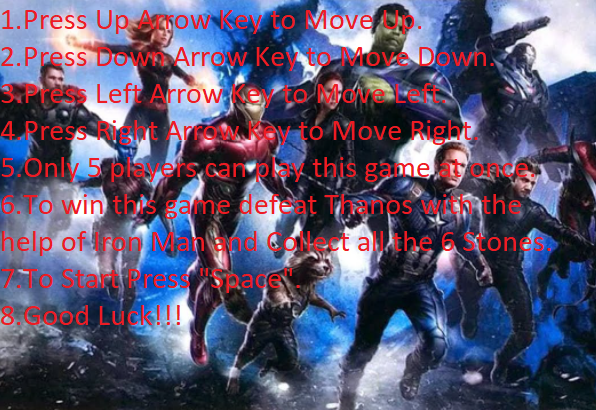 1.Press Up Arrow Key to Move Up.
2.Press Down Arrow Key to Move Down.
3.Press Left Arrow Key to Move Left.
4.Press Right Arrow Key to Move Right.
5.Only 5 players can play this game at once.
6.To win this game defeat Thanos with the
help of Iron Man and Collect all the 6 Stones.
7.To Start Press "Space".
8.Good Luck!!!